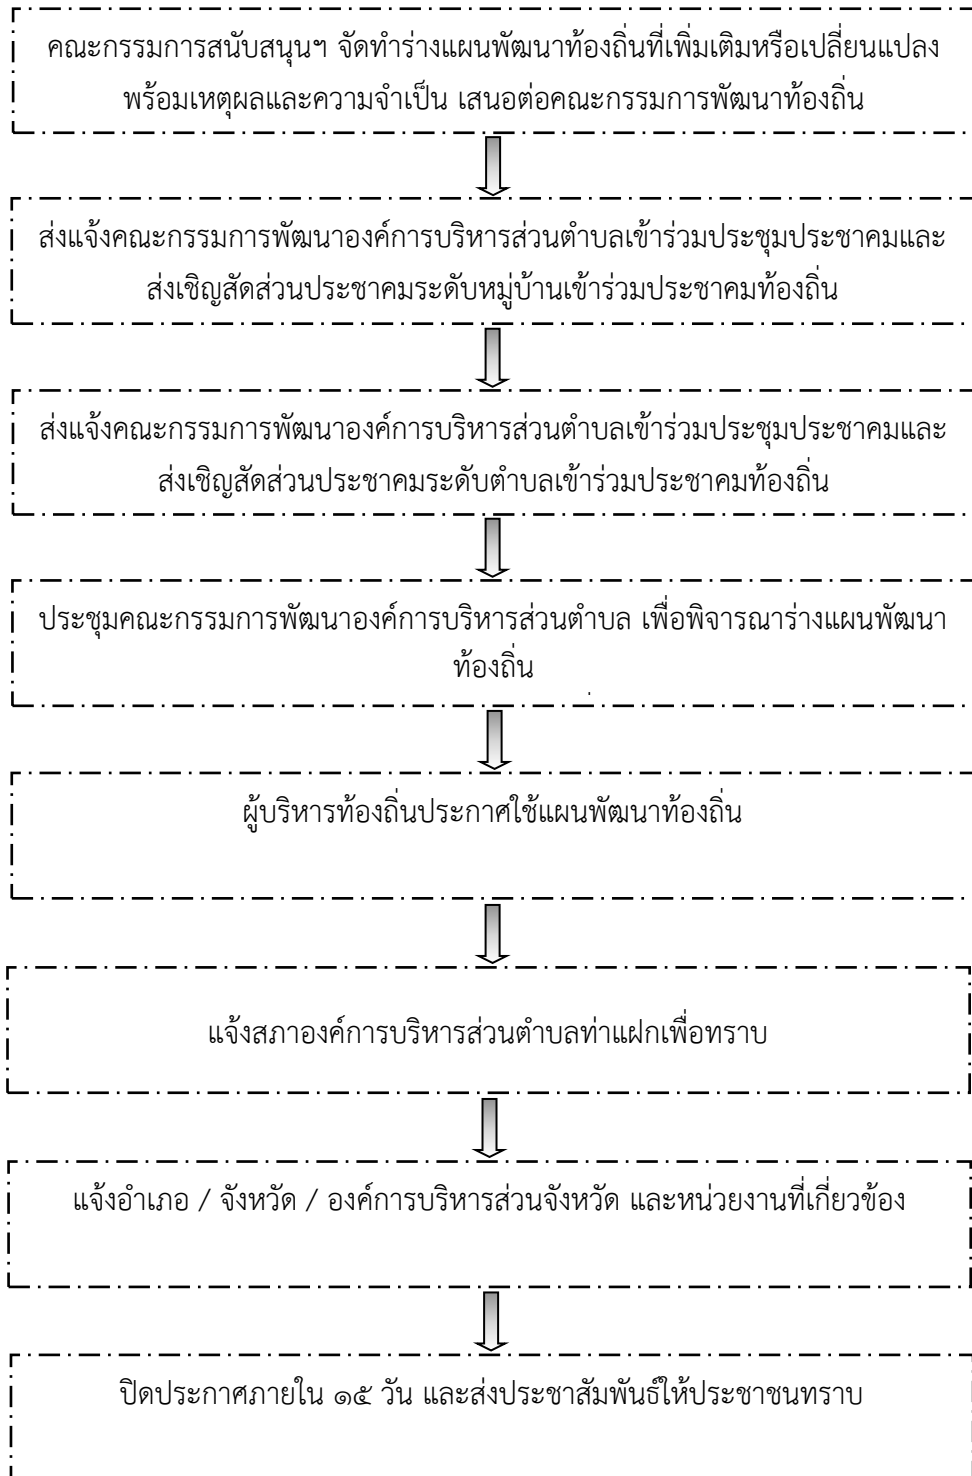 คณะกรรมการสนับสนุนฯ จัดทำร่างแผนพัฒนาท้องถิ่นที่เพิ่มเติมหรือเปลี่ยนแปลง
พร้อมเหตุผลและความจำเป็น เสนอต่อคณะกรรมการพัฒนาท้องถิ่น
ส่งแจ้งคณะกรรมการพัฒนาองค์การบริหารส่วนตำบลเข้าร่วมประชุมประชาคมและ
ส่งเชิญสัดส่วนประชาคมระดับหมู่บ้านเข้าร่วมประชาคมท้องถิ่น
ส่งแจ้งคณะกรรมการพัฒนาองค์การบริหารส่วนตำบลเข้าร่วมประชุมประชาคมและ
ส่งเชิญสัดส่วนประชาคมระดับตำบลเข้าร่วมประชาคมท้องถิ่น
ประชุมคณะกรรมการพัฒนาองค์การบริหารส่วนตำบล เพื่อพิจารณาร่างแผนพัฒนา
ท้องถิ่น
ผู้บริหารท้องถิ่นประกาศใช้แผนพัฒนาท้องถิ่น
แจ้งสภาองค์การบริหารส่วนตำบลท่าแฝกเพื่อทราบ
แจ้งอำเภอ / จังหวัด / องค์การบริหารส่วนจังหวัด และหน่วยงานที่เกี่ยวข้อง
ปิดประกาศภายใน ๑๕ วัน และส่งประชาสัมพันธ์ให้ประชาชนทราบ